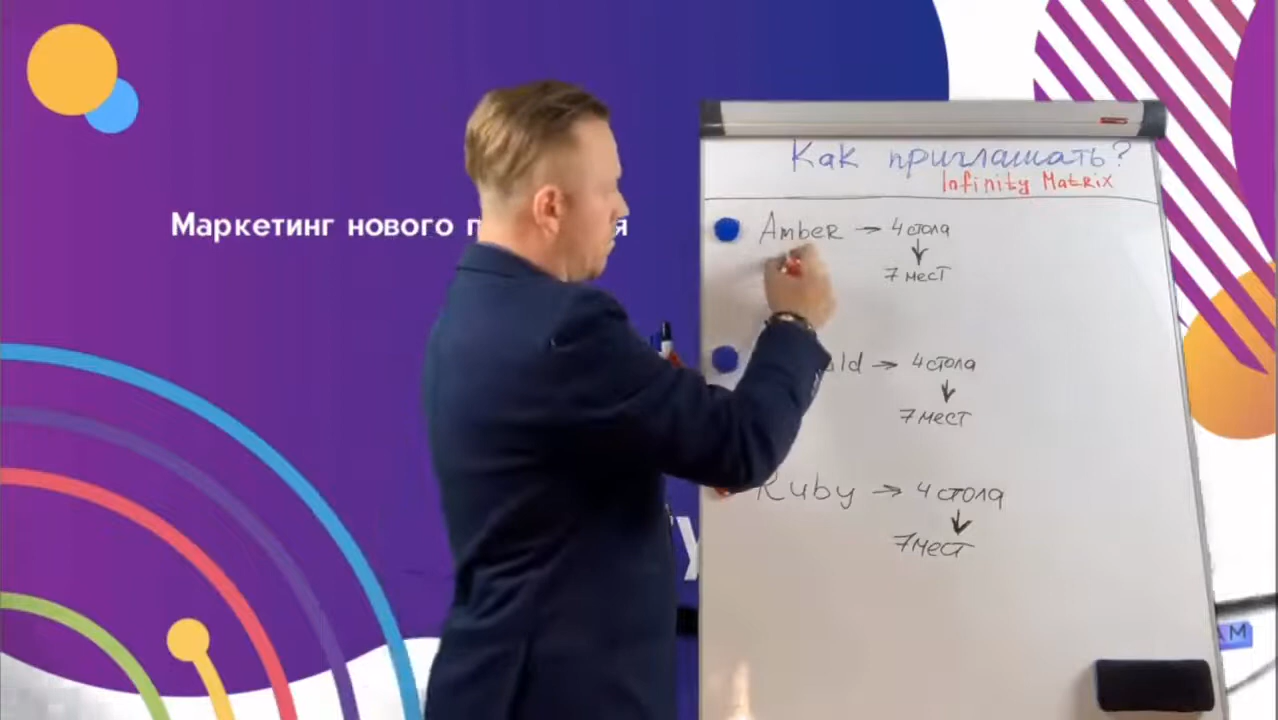 Маркетинг нового
Как приглашать?
Infinity Matrix
Amber → 4 стола
7 мест
→ 4 стола
7 мест
Ruby → 4 стола
7 мест